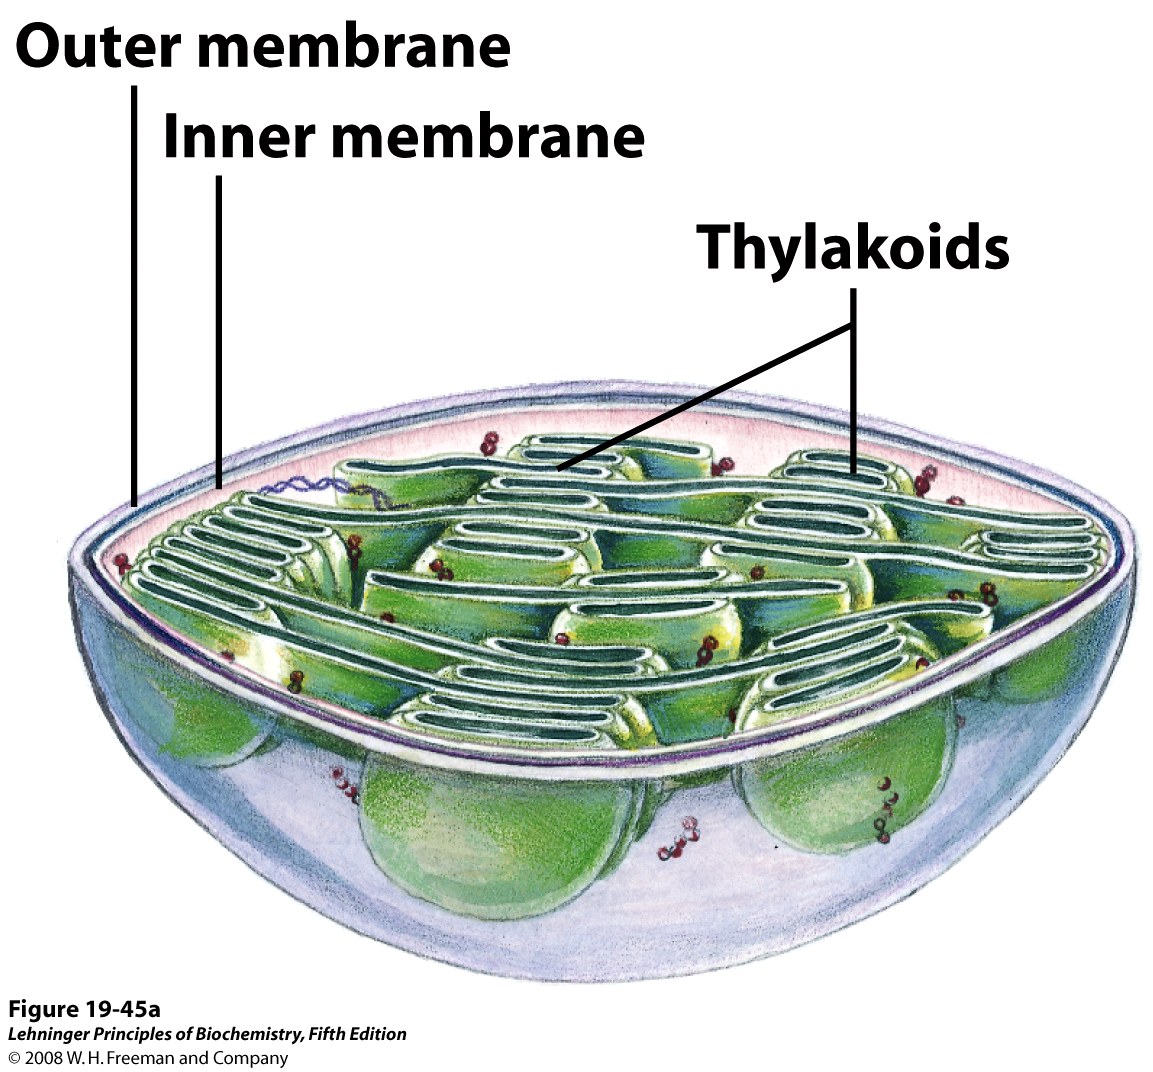 Outer membrane
Inner membrane
Thylakoids
Figure 19-45a
Lehninger Principles of Biochemistry, Fifth Edition
© 2008 W. H. Freeman and Company